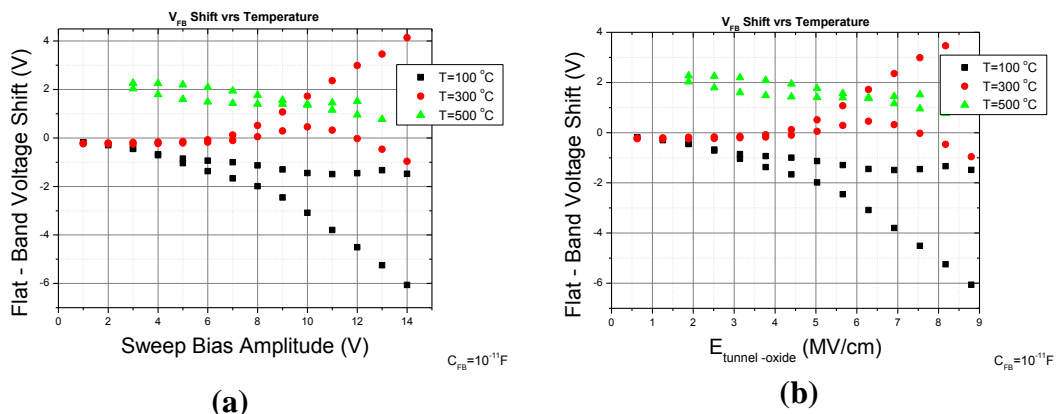 V_FB Shift vrs Temperature
Flat - Band Voltage Shift (V)
4
2
0
-2
-4
-6
0 2 4 6 8 10 12 14
Sweep Bias Amplitude (V)
T=100 °C
T=300 °C
T=500 °C
C_FB=10^-11F
(a)
V_FB Shift vrs Temperature
Flat - Band Voltage Shift (V)
4
2
0
-2
-4
-6
0 1 2 3 4 5 6 7 8 9
E_tunnel -oxide (MV/cm)
T=100 °C
T=300 °C
T=500 °C
C_FB=10^-11F
(b)